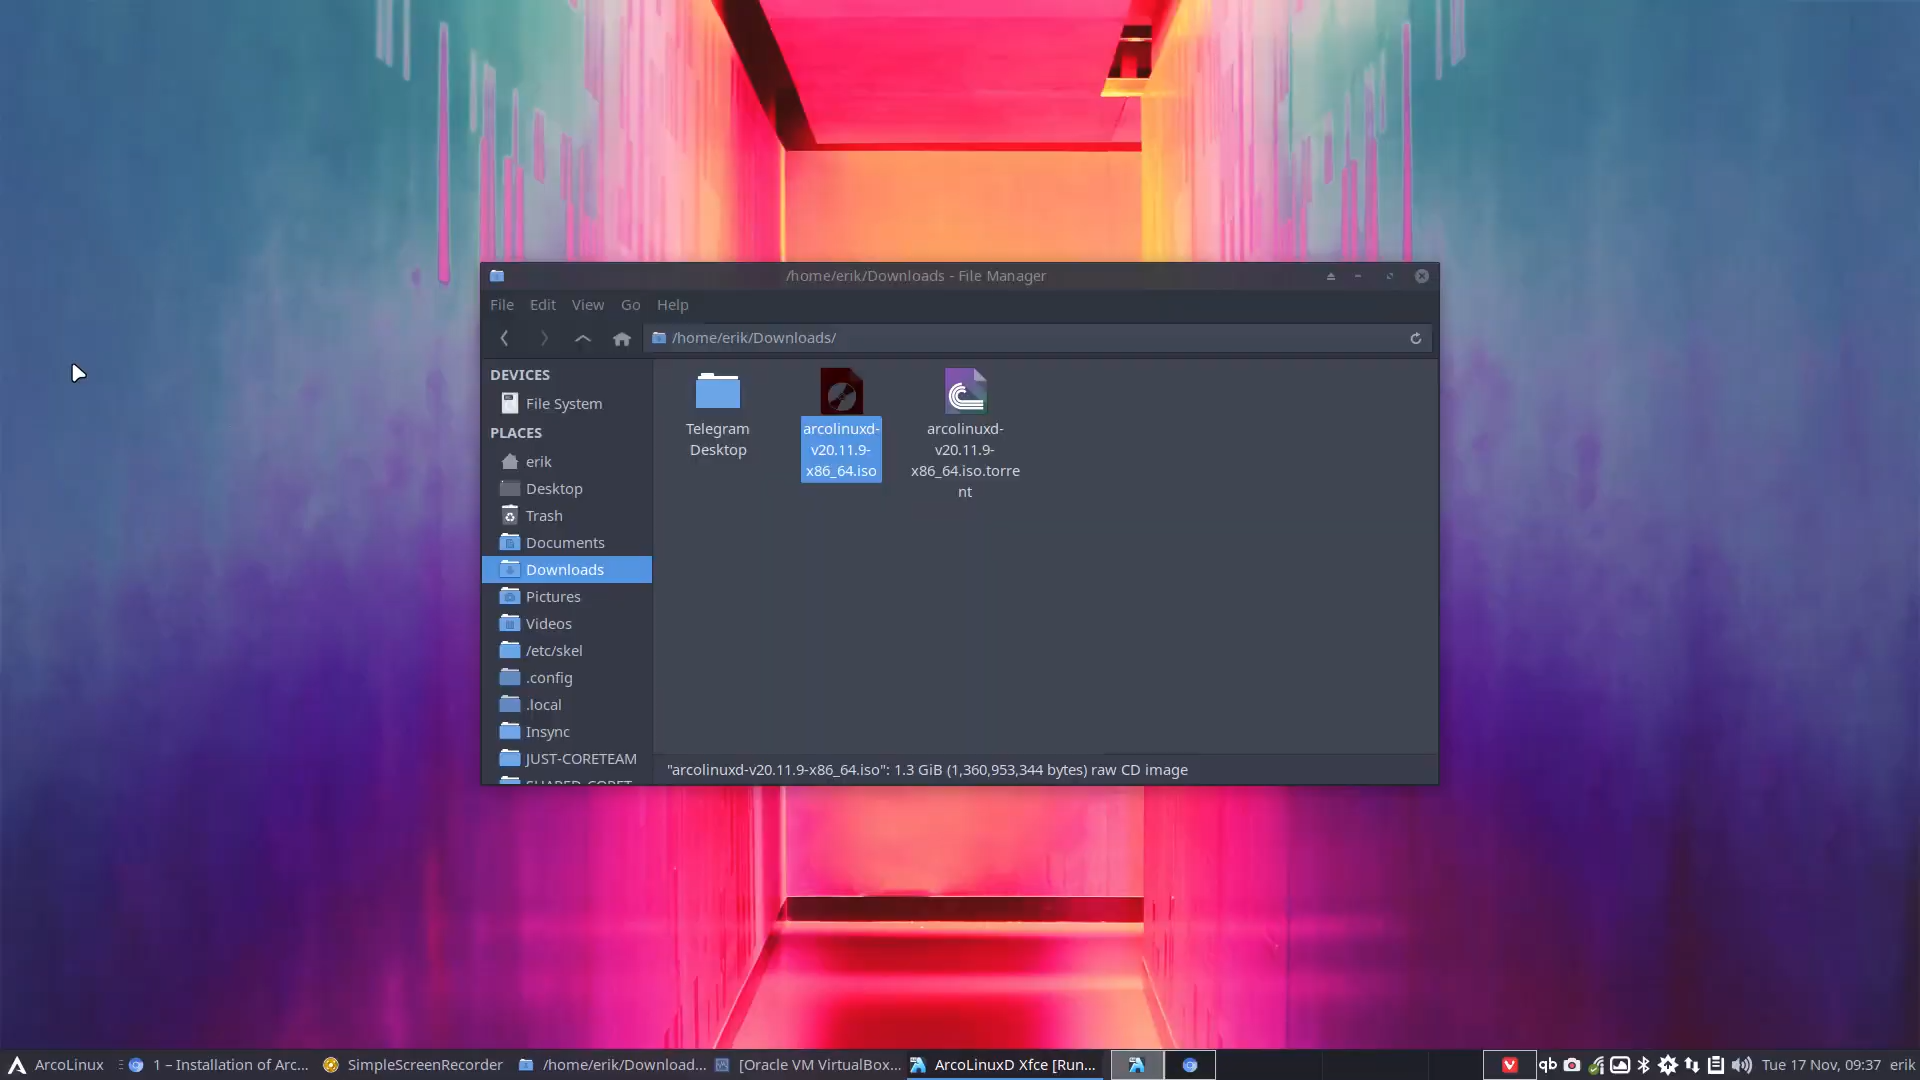 /home/erik/Downloads - File Manager
File Edit View Go Help
/home/erik/Downloads/
DEVICES
File System
PLACES
erik
Desktop
Trash
Documents
Downloads
Pictures
Videos
/etc/skel
.config
.local
Insync
JUST-CORETEAM
Telegram
Desktop
arcolinuxd-
v20.11.9-
x86_64.iso
arcolinuxd-
v20.11.9-
x86_64.iso.torre
nt
"arcolinuxd-v20.11.9-x86_64.iso": 1.3 GiB (1,360,953,344 bytes) raw CD image
ArcoLinux 1 – Installation of Arc... SimpleScreenRecorder /home/erik/Download... [Oracle VM VirtualBox... ArcoLinuxD Xfce [Run... qb Tue 17 Nov, 09:37 erik